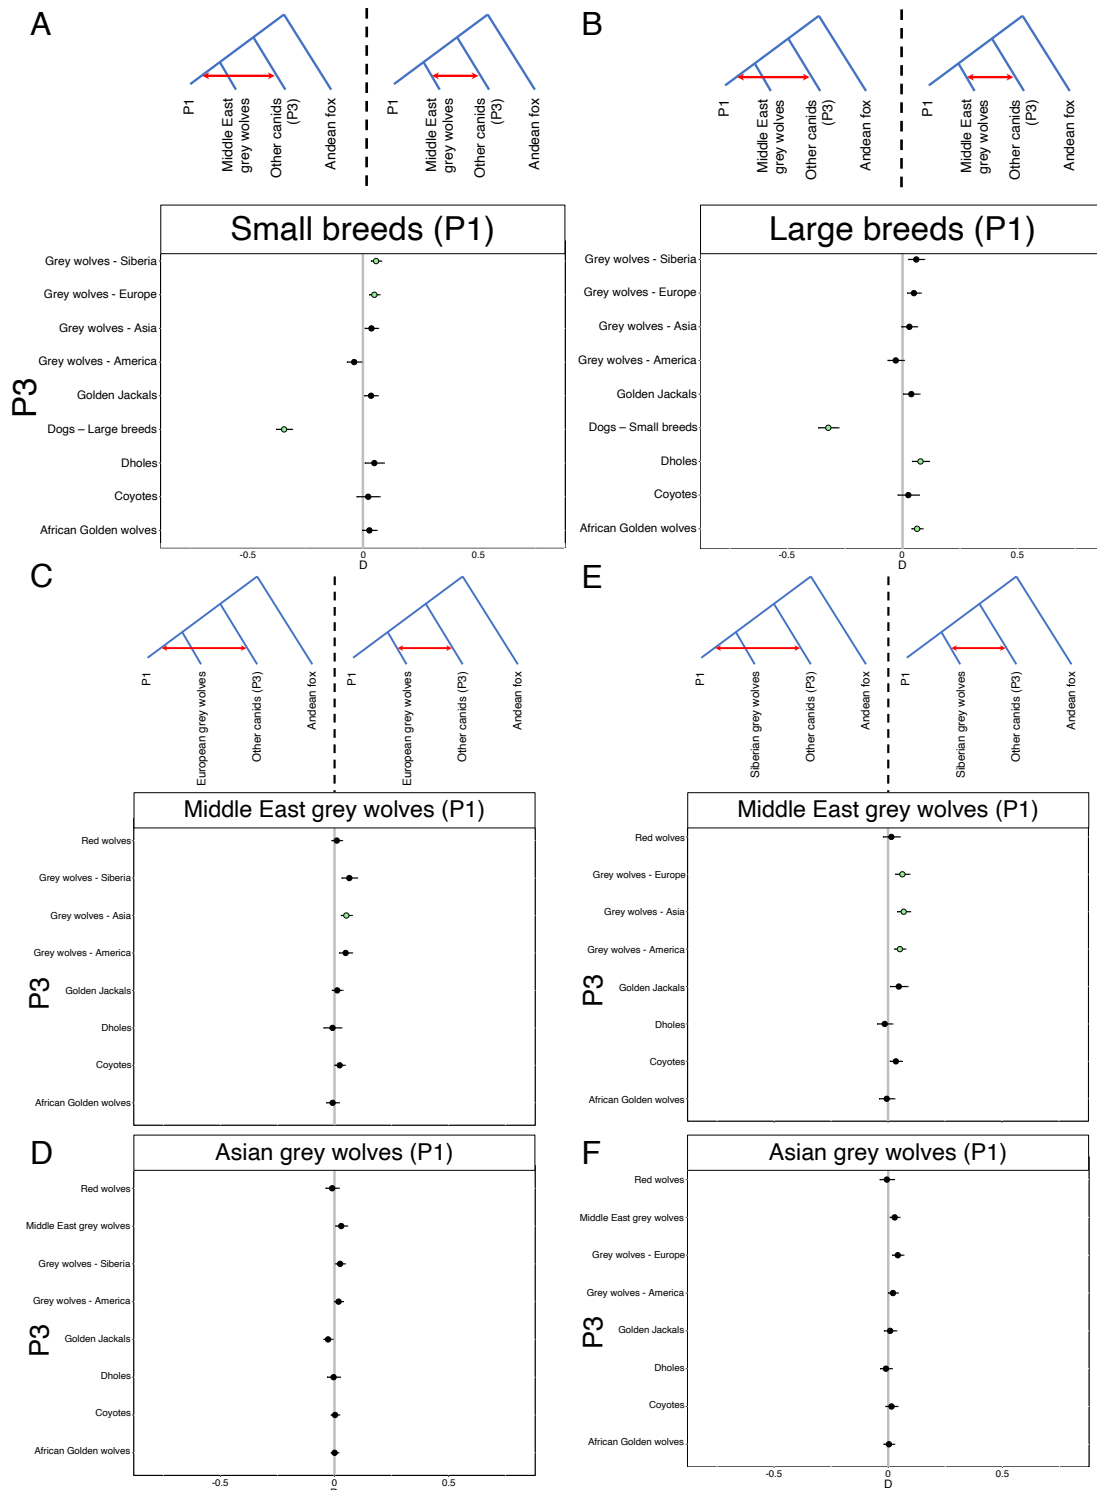 A
P1
Middle East
grey wolves
Other canids
(P3)
Andean fox
P1
Middle East
grey wolves
Other canids
(P3)
Andean fox
Small breeds (P1)
P3
Grey wolves - Siberia
Grey wolves - Europe
Grey wolves - Asia
Grey wolves - America
Golden Jackals
Dogs – Large breeds
Dholes
Coyotes
African Golden wolves
-0.5
0
0.5
D
B
P1
Middle East
grey wolves
Other canids
(P3)
Andean fox
P1
Middle East
grey wolves
Other canids
(P3)
Andean fox
Large breeds (P1)
Grey wolves - Siberia
Grey wolves - Europe
Grey wolves - Asia
Grey wolves - America
Golden Jackals
Dogs – Small breeds
Dholes
Coyotes
African Golden wolves
-0.5
0
0.5
D
C
P1
European grey wolves
Other canids (P3)
Andean fox
P1
European grey wolves
Other canids (P3)
Andean fox
Middle East grey wolves (P1)
P3
Red wolves
Grey wolves - Siberia
Grey wolves - Asia
Grey wolves - America
Golden Jackals
Dholes
Coyotes
African Golden wolves
E
P1
Siberian grey wolves
Other canids (P3)
Andean fox
P1
Siberian grey wolves
Other canids (P3)
Andean fox
Middle East grey wolves (P1)
P3
Red wolves
Grey wolves - Europe
Grey wolves - Asia
Grey wolves - America
Golden Jackals
Dholes
Coyotes
African Golden wolves
D
Asian grey wolves (P1)
P3
Red wolves
Middle East grey wolves
Grey wolves - Siberia
Grey wolves - America
Golden Jackals
Dholes
Coyotes
African Golden wolves
-0.5
0
0.5
D
F
Asian grey wolves (P1)
P3
Red wolves
Middle East grey wolves
Grey wolves - Europe
Grey wolves - America
Golden Jackals
Dholes
Coyotes
African Golden wolves
-0.5
0
0.5
D